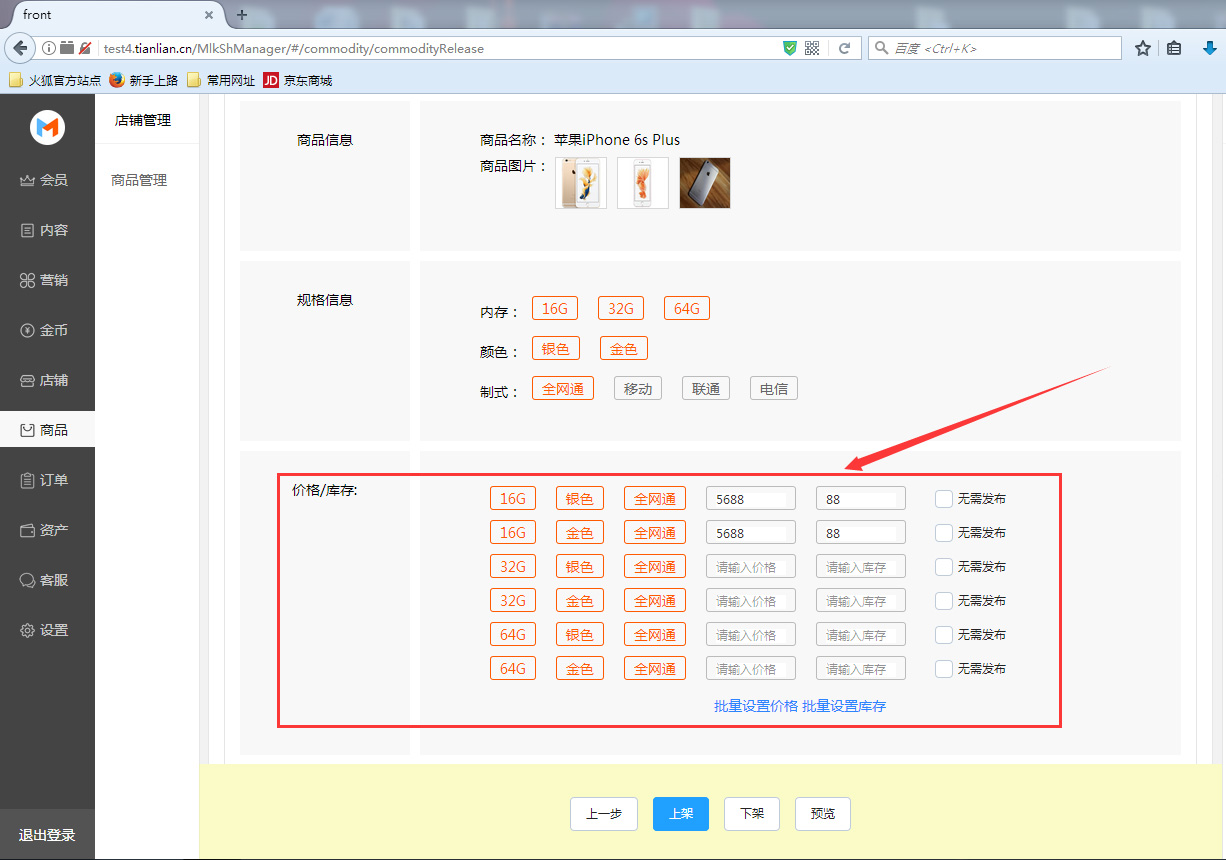 front
test4.tianlian.cn/MlkShManager/#/commodity/commodityRelease
百度 <Ctrl+K>
火狐官方站点 新手上路 常用网址 JD 京东商城
店铺管理
商品管理
会员
内容
营销
金币
店铺
商品
订单
资产
客服
设置
退出登录
商品信息
商品名称： 苹果iPhone 6s Plus
商品图片：
规格信息
内存： 16G 32G 64G
颜色： 银色 金色
制式： 全网通 移动 联通 电信
价格/库存:
16G 银色 全网通 5688 88 无需发布
16G 金色 全网通 5688 88 无需发布
32G 银色 全网通 请输入价格 请输入库存 无需发布
32G 金色 全网通 请输入价格 请输入库存 无需发布
64G 银色 全网通 请输入价格 请输入库存 无需发布
64G 金色 全网通 请输入价格 请输入库存 无需发布
批量设置价格 批量设置库存
上一步 上架 下架 预览